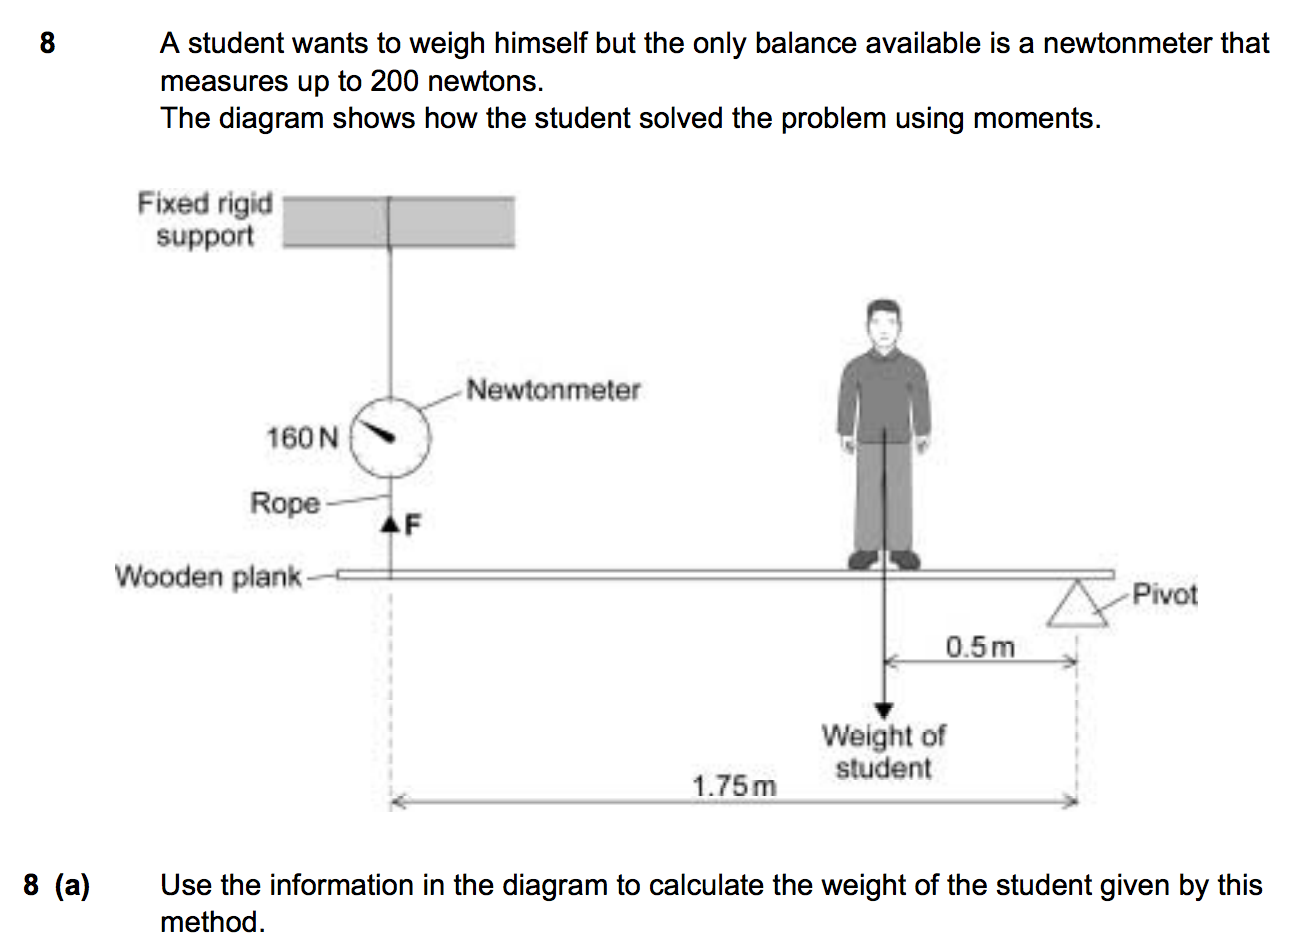 8 A student wants to weigh himself but the only balance available is a newtonmeter that
measures up to 200 newtons.
The diagram shows how the student solved the problem using moments.
Fixed rigid
support
Newtonmeter
160 N
Rope
F
Wooden plank
Pivot
0.5 m
Weight of
student
1.75 m
8 (a) Use the information in the diagram to calculate the weight of the student given by this
method.